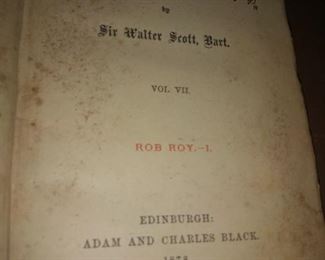 by
Sir Walter Scott, Bart.
VOL. VII.
ROB ROY.–I.
EDINBURGH:
ADAM AND CHARLES BLACK.